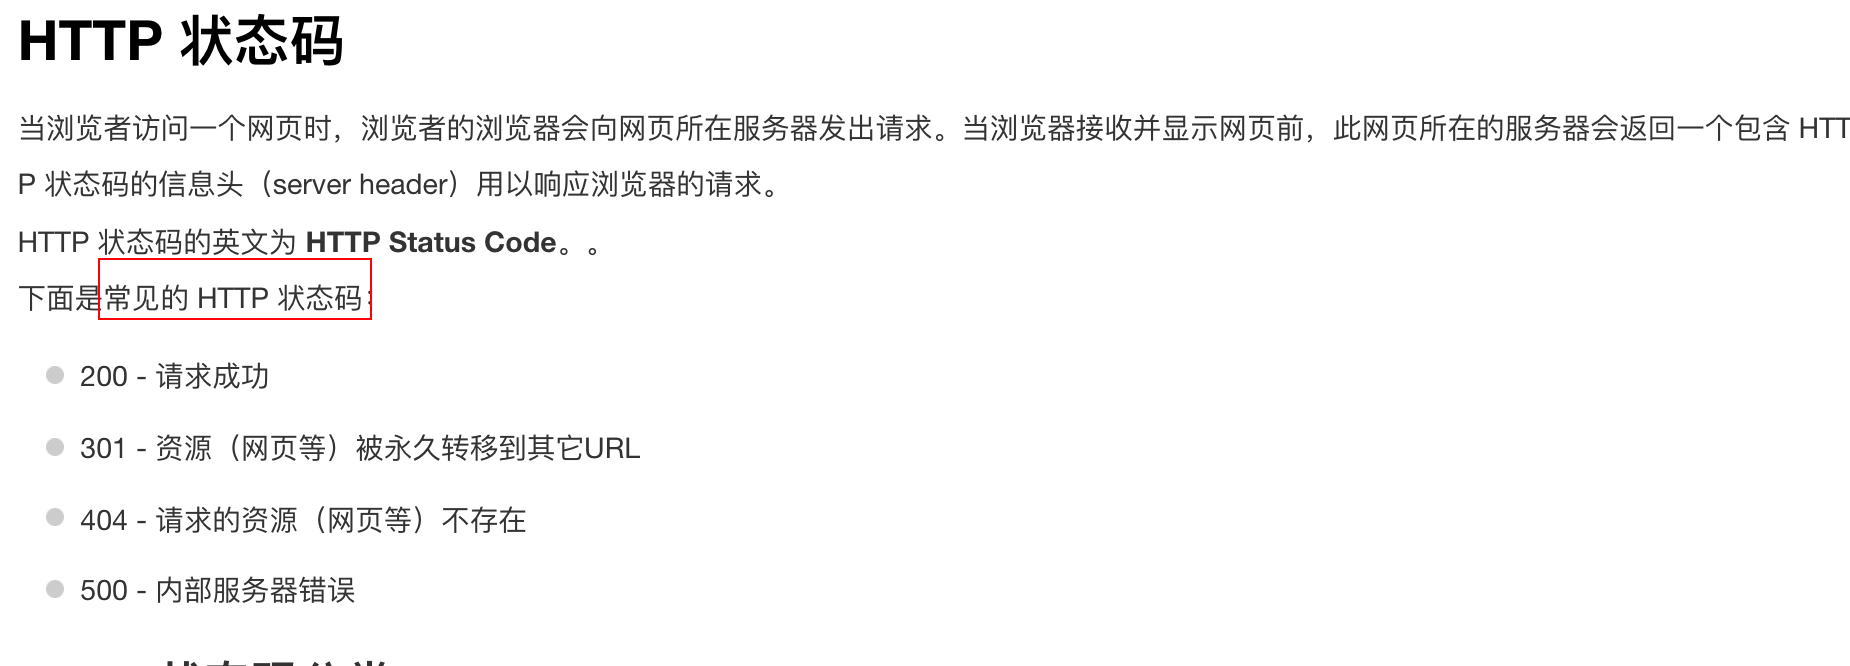 HTTP 状态码
当浏览者访问一个网页时，浏览者的浏览器会向网页所在服务器发出请求。当浏览器接收并显示网页前，此网页所在的服务器会返回一个包含 HTT
P 状态码的信息头（server header）用以响应浏览器的请求。
HTTP 状态码的英文为 HTTP Status Code。。
下面是常见的 HTTP 状态码：
200 - 请求成功
301 - 资源（网页等）被永久转移到其它URL
404 - 请求的资源（网页等）不存在
500 - 内部服务器错误